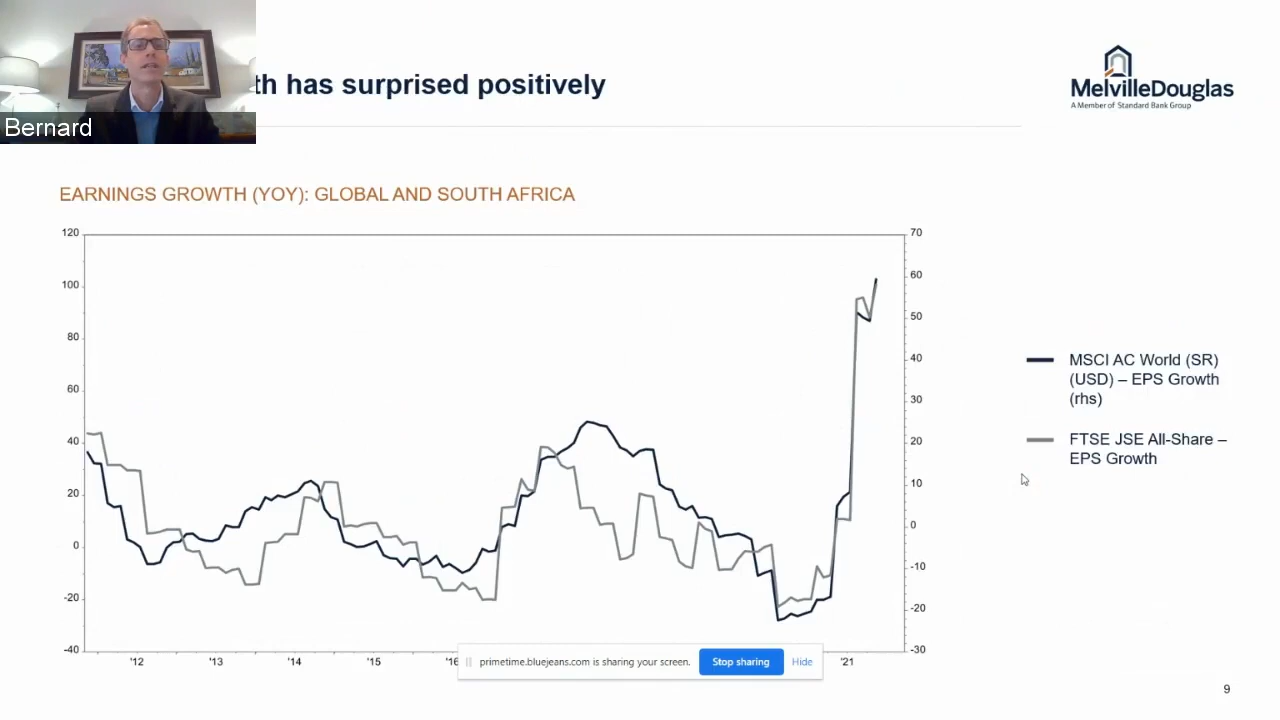 Bernard
th has surprised positively
MelvilleDouglas
A Member of Standard Bank Group
EARNINGS GROWTH (YOY): GLOBAL AND SOUTH AFRICA
120
100
80
60
40
20
0
-20
-40
70
60
50
40
30
20
10
0
-10
-20
-30
'12 '13 '14 '15 '16 '21
MSCI AC World (SR)
(USD) – EPS Growth
(rhs)
FTSE JSE All-Share –
EPS Growth
primetime.bluejeans.com is sharing your screen. Stop sharing Hide
9